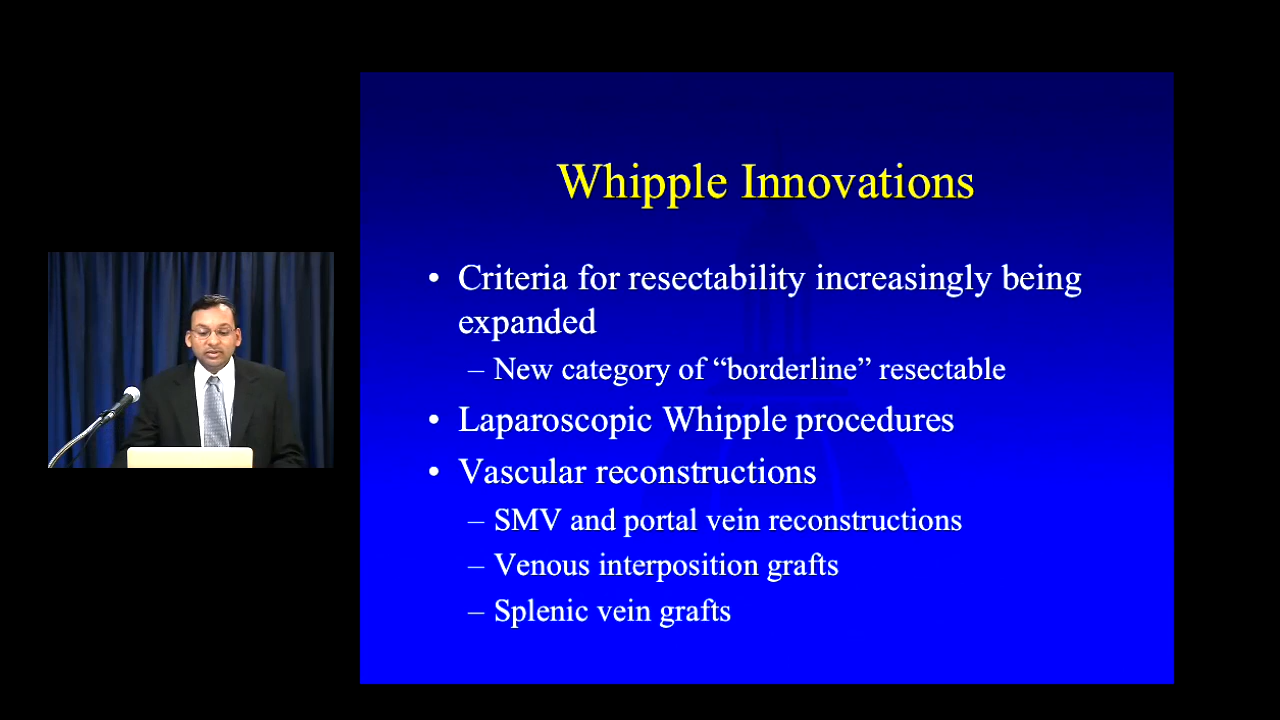 Whipple Innovations
• Criteria for resectability increasingly being
expanded
– New category of “borderline” resectable
• Laparoscopic Whipple procedures
• Vascular reconstructions
– SMV and portal vein reconstructions
– Venous interposition grafts
– Splenic vein grafts